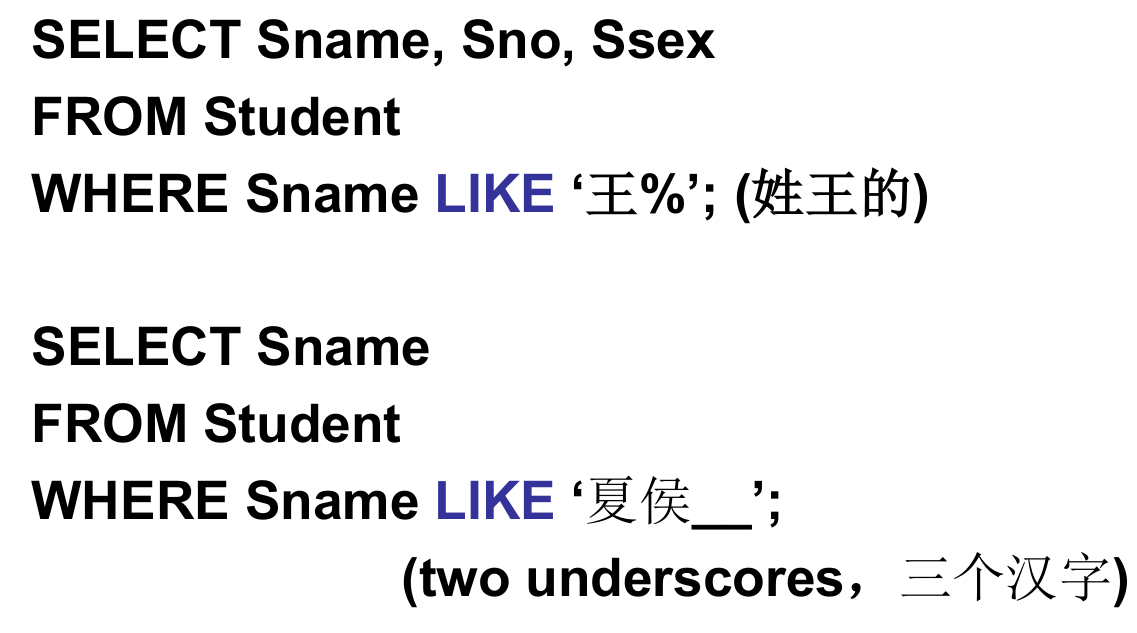 SELECT Sname, Sno, Ssex
FROM Student
WHERE Sname LIKE ‘王%’; (姓王的)
SELECT Sname
FROM Student
WHERE Sname LIKE ‘夏侯__’;
(two underscores，三个汉字)